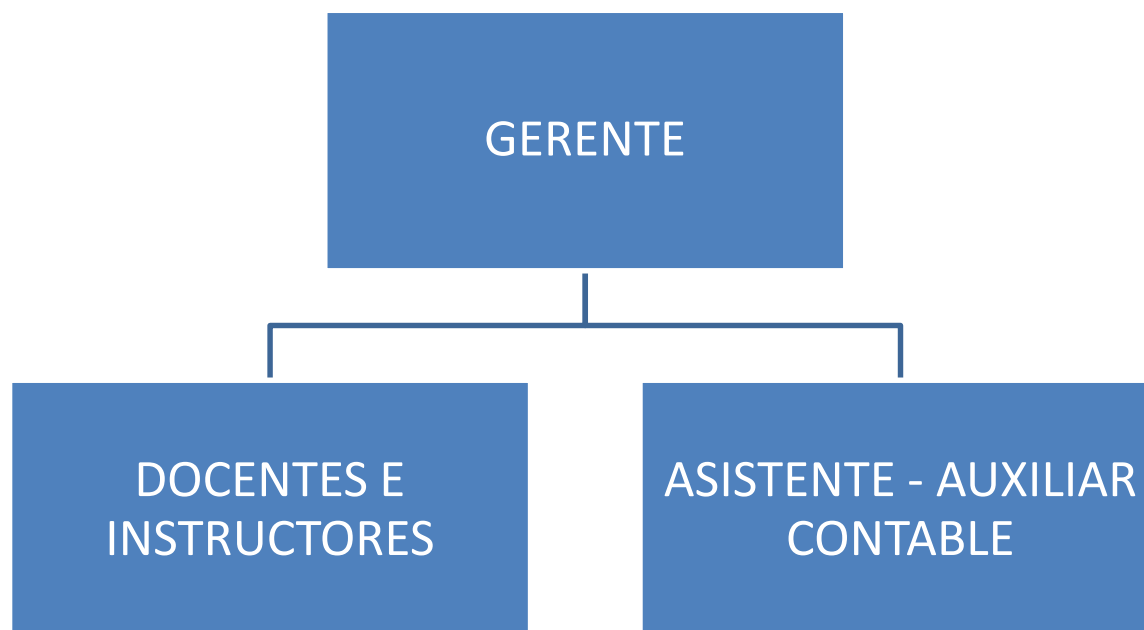 GERENTE
DOCENTES E
INSTRUCTORES
ASISTENTE - AUXILIAR
CONTABLE